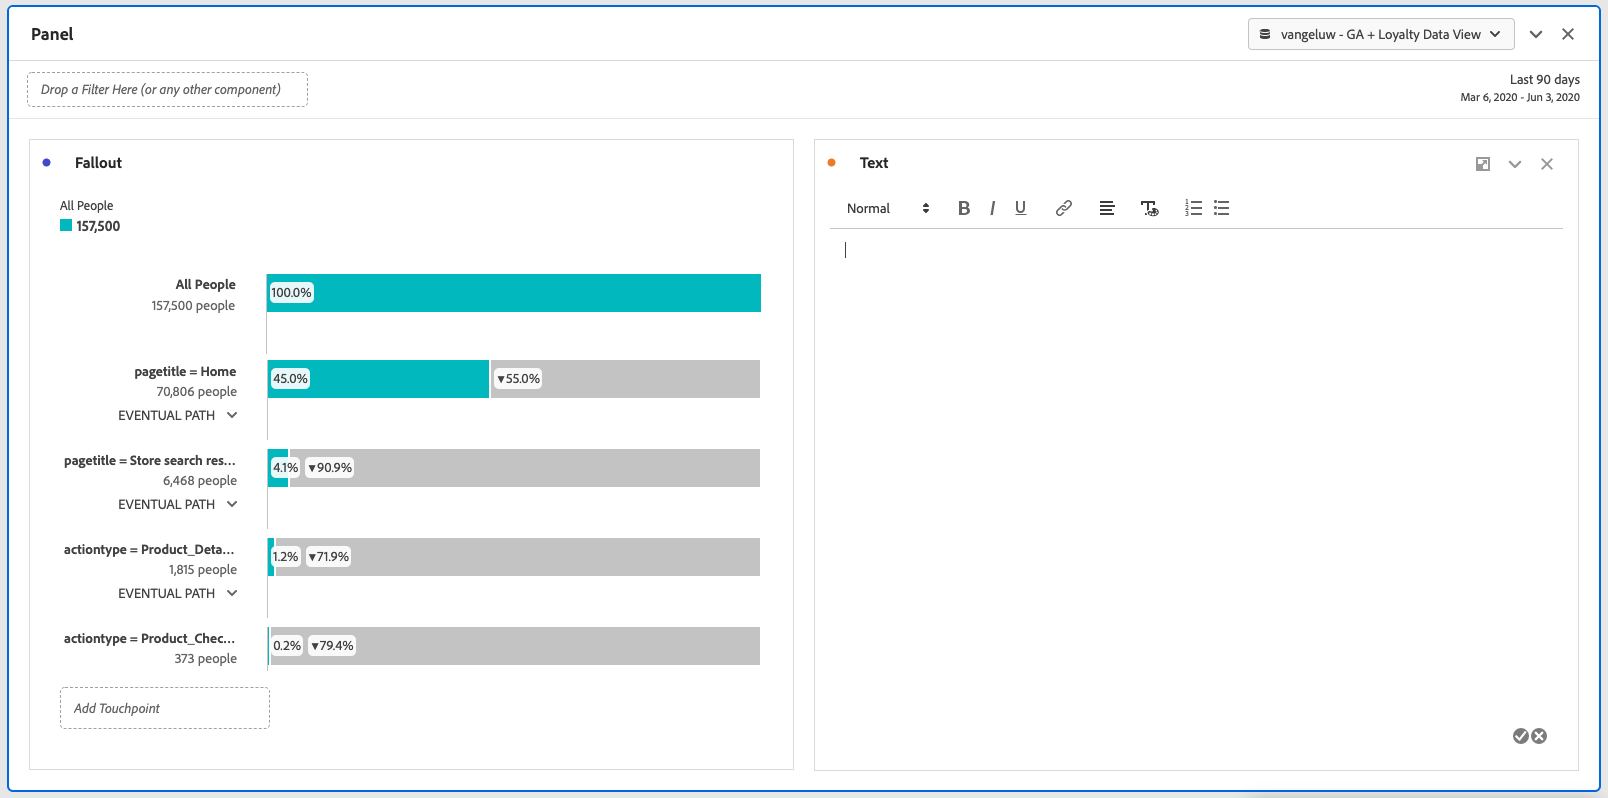 Panel
vangeluw - GA + Loyalty Data View
Drop a Filter Here (or any other component)
Last 90 days
Mar 6, 2020 - Jun 3, 2020
Fallout
All People
157,500
All People
157,500 people
100.0%
pagetitle = Home
70,806 people
EVENTUAL PATH
45.0% ▼55.0%
pagetitle = Store search res...
6,468 people
EVENTUAL PATH
4.1% ▼90.9%
actiontype = Product_Deta...
1,815 people
EVENTUAL PATH
1.2% ▼71.9%
actiontype = Product_Chec...
373 people
0.2% ▼79.4%
Add Touchpoint
Text
Normal B I U